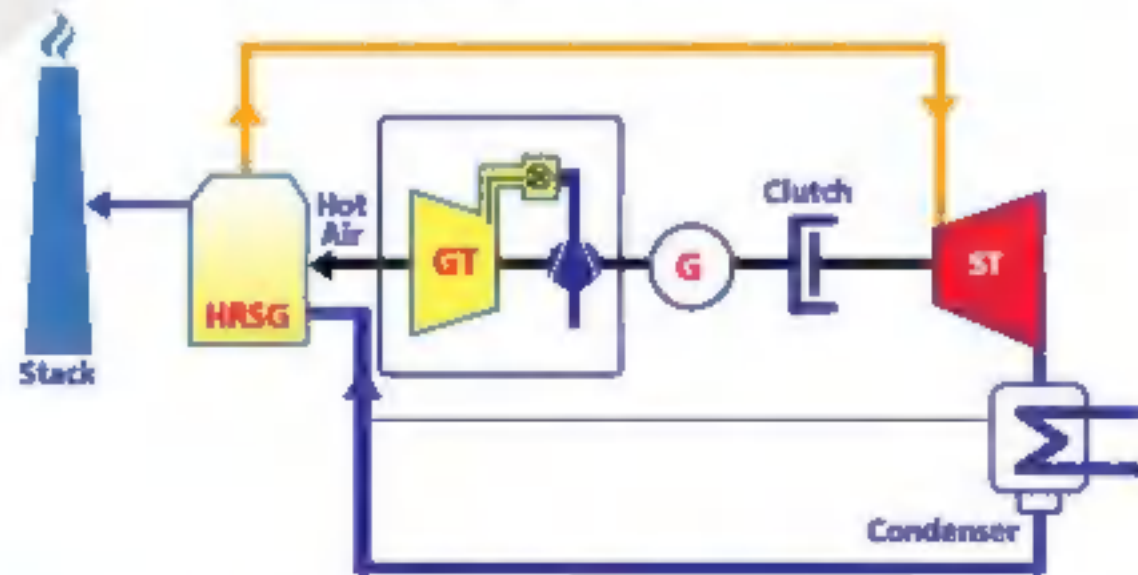 Clutch
Hot
Air
GT
G
ST
HRSG
Stack
Condenser